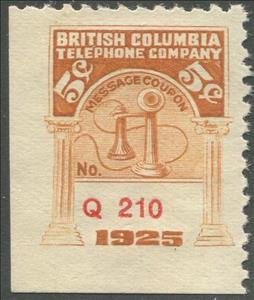 BRITISH COLUMBIA
TELEPHONE COMPANY
5¢ 5¢
MESSAGE COUPON
No.
Q 210
1925